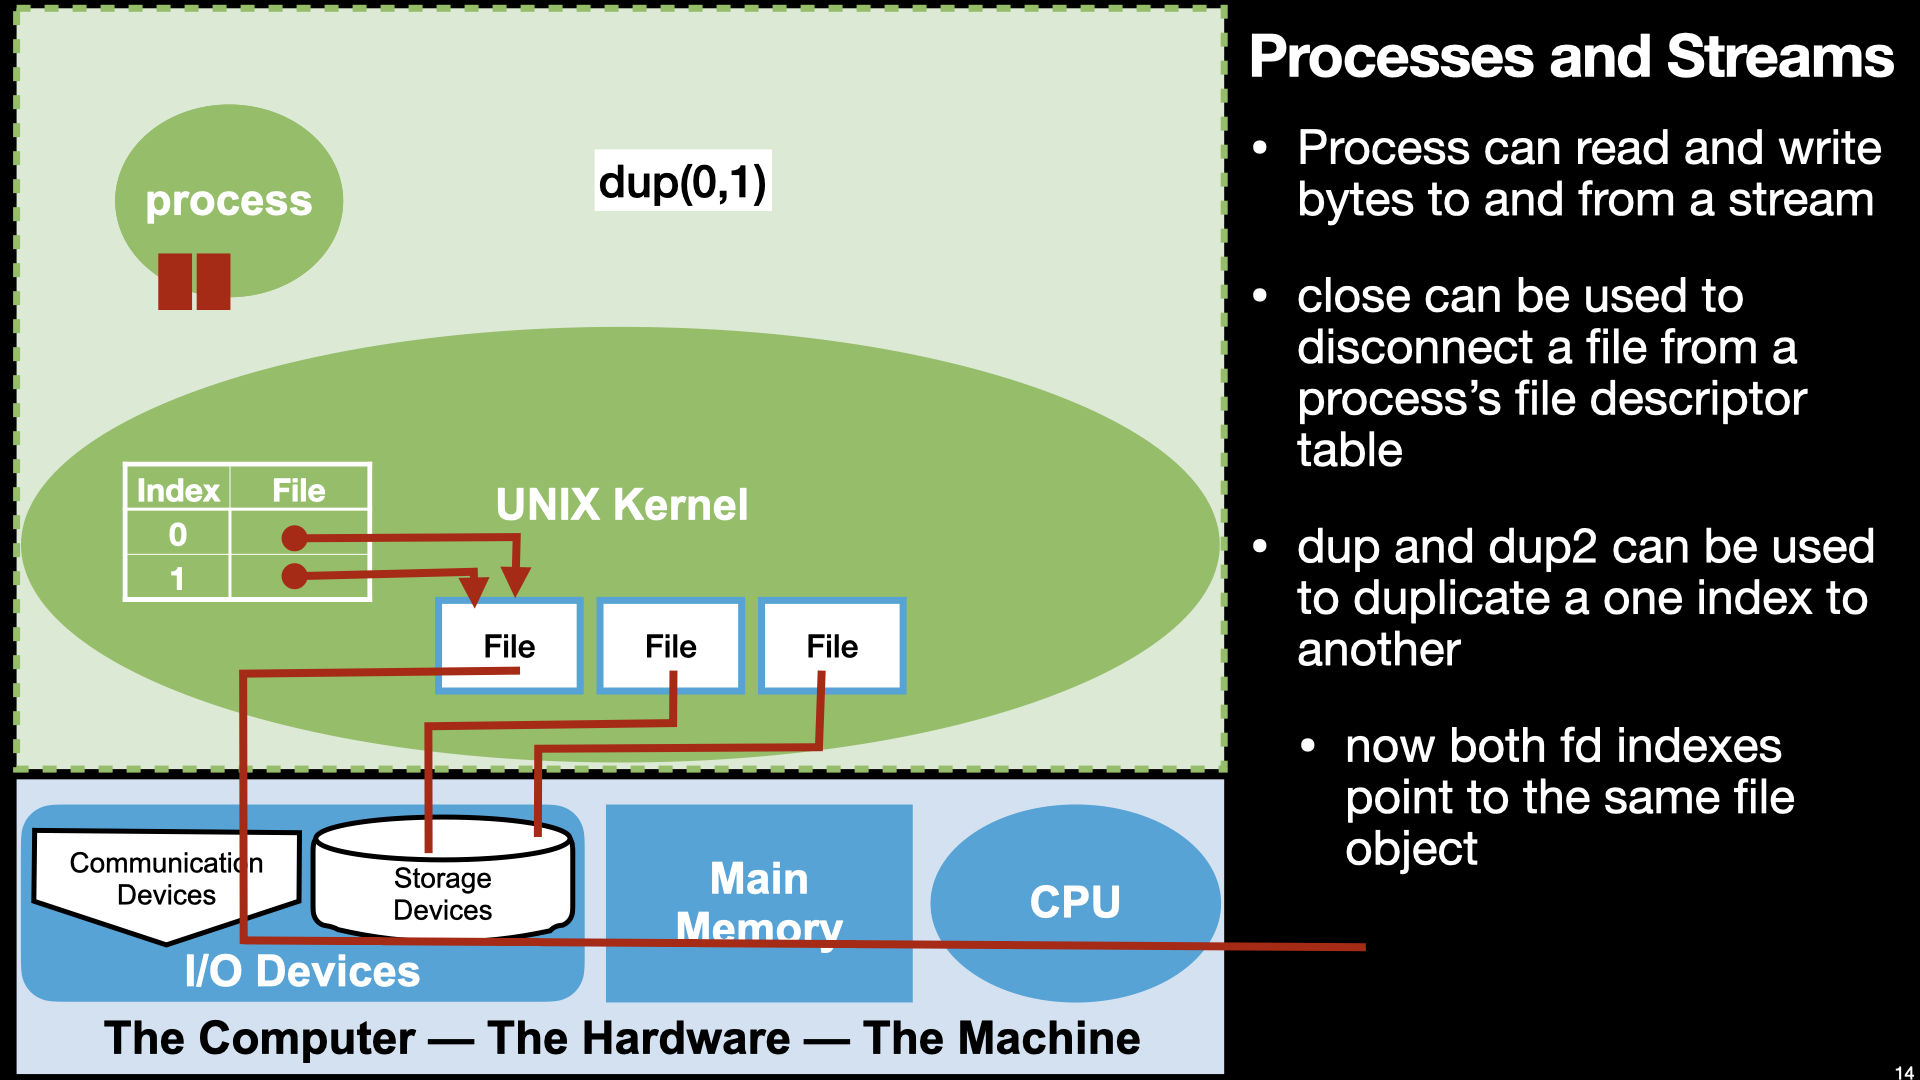 Processes and Streams
• Process can read and write
bytes to and from a stream
• close can be used to
disconnect a file from a
process’s file descriptor
table
• dup and dup2 can be used
to duplicate a one index to
another
• now both fd indexes
point to the same file
object
process
dup(0,1)
UNIX Kernel
Index File
0
1
File File File
Communication
Devices
Storage
Devices
I/O Devices
Main
Memory
CPU
The Computer — The Hardware — The Machine
14